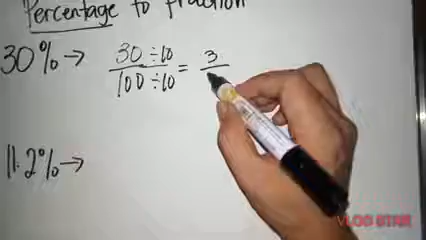 Percentage to fraction
30% → 30 ÷ 10 / 100 ÷ 10 = 3 /
11.2% →
VLOG STAR